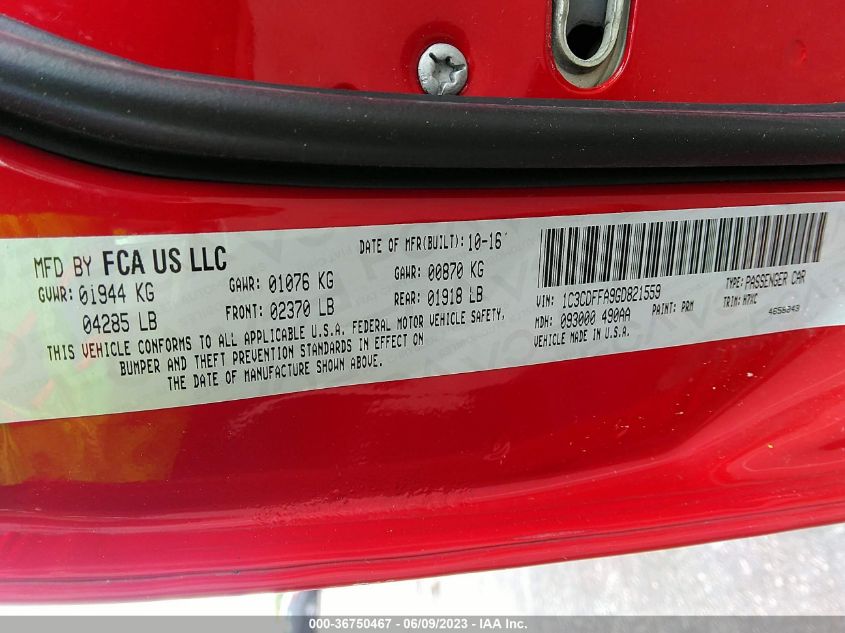 MFD BY FCA US LLC
DATE OF MFR(BUILT): 10-16
GVWR: 01944 KG
04285 LB
GAWR: 01076 KG
FRONT: 02370 LB
GAWR: 00870 KG
REAR: 01918 LB
THIS VEHICLE CONFORMS TO ALL APPLICABLE U.S.A. FEDERAL MOTOR VEHICLE SAFETY,
BUMPER AND THEFT PREVENTION STANDARDS IN EFFECT ON
THE DATE OF MANUFACTURE SHOWN ABOVE.
VIN: 1C3CDFFA9GD821559
TYPE: PASSENGER CAR
MDH: 093000 490AA
PAINT: PRM
TRIM: H7XC
VEHICLE MADE IN U.S.A.
000-36750467 - 06/09/2023 - IAA Inc.